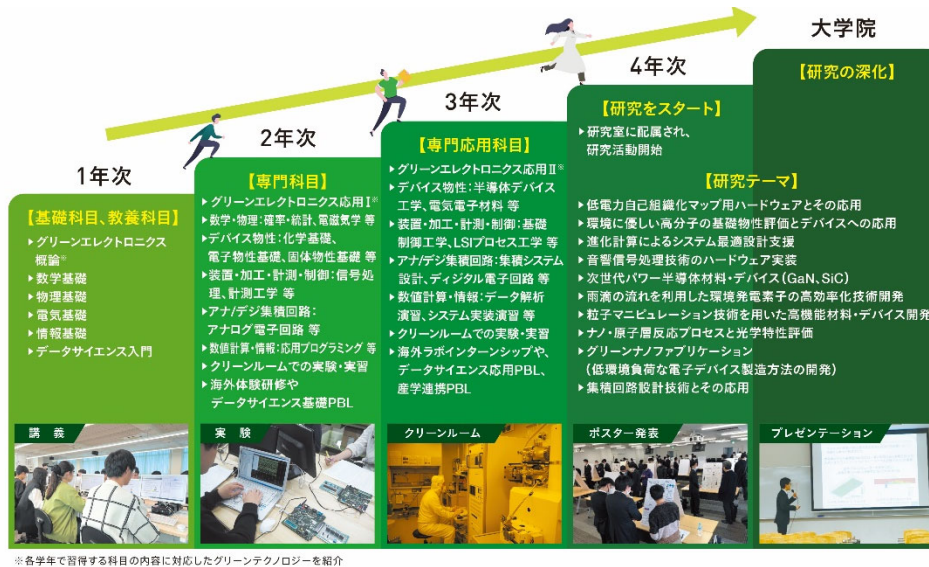 1年次
【基礎科目、教養科目】
▶グリーンエレクトロニクス
概論※
▶数学基礎
▶物理基礎
▶電気基礎
▶情報基礎
▶データサイエンス入門
講義
2年次
【専門科目】
▶グリーンエレクトロニクス応用Ⅰ※
▶数学・物理：確率・統計、電磁気学 等
▶デバイス物性：化学基礎、
電子物性基礎、固体物性基礎 等
▶装置・加工・計測・制御：信号処
理、計測工学 等
▶アナ/デジ集積回路：
アナログ電子回路 等
▶数値計算・情報：応用プログラミング 等
▶クリーンルームでの実験・実習
▶海外体験研修や
データサイエンス基礎PBL
実験
3年次
【専門応用科目】
▶グリーンエレクトロニクス応用Ⅱ※
▶デバイス物性：半導体デバイス
工学、電気電子材料 等
▶装置・加工・計測・制御：基礎
制御工学、LSIプロセス工学 等
▶アナ/デジ集積回路：集積システム
設計、ディジタル電子回路 等
▶数値計算・情報：データ解析
演習、システム実装演習 等
▶クリーンルームでの実験・実習
▶海外ラボインターンシップや、
データサイエンス応用PBL、
産学連携PBL
クリーンルーム
4年次
【研究をスタート】
▶研究室に配属され、
研究活動開始
大学院
【研究の深化】
【研究テーマ】
▶低電力自己組織化マップ用ハードウェアとその応用
▶環境に優しい高分子の基礎物性評価とデバイスへの応用
▶進化計算によるシステム最適設計支援
▶音響信号処理技術のハードウェア実装
▶次世代パワー半導体材料・デバイス（GaN、SiC）
▶雨滴の流れを利用した環境発電素子の高効率化技術開発
▶粒子マニピュレーション技術を用いた高機能材料・デバイス開発
▶ナノ・原子層反応プロセスと光学特性評価
▶グリーンナノファブリケーション
（低環境負荷な電子デバイス製造方法の開発）
▶集積回路設計技術とその応用
ポスター発表
プレゼンテーション
※各学年で習得する科目の内容に対応したグリーンテクノロジーを紹介